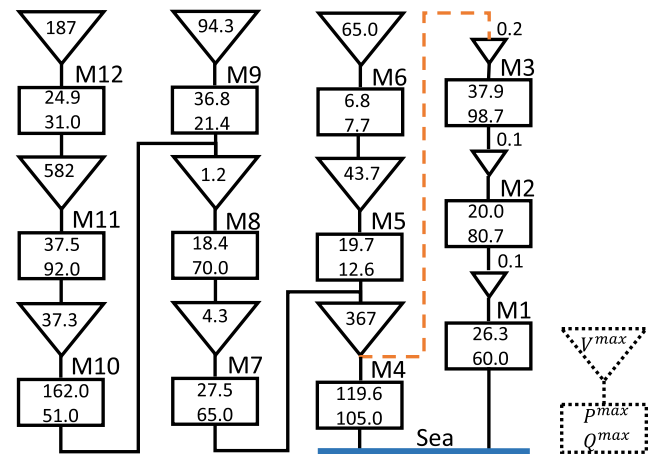 187
M12
24.9
31.0
582
M11
37.5
92.0
37.3
M10
162.0
51.0
94.3
M9
36.8
21.4
1.2
M8
18.4
70.0
4.3
M7
27.5
65.0
65.0
M6
6.8
7.7
43.7
M5
19.7
12.6
367
M4
119.6
105.0
0.2
M3
37.9
98.7
0.1
M2
20.0
80.7
0.1
M1
26.3
60.0
Sea
V^max
P^max
Q^max